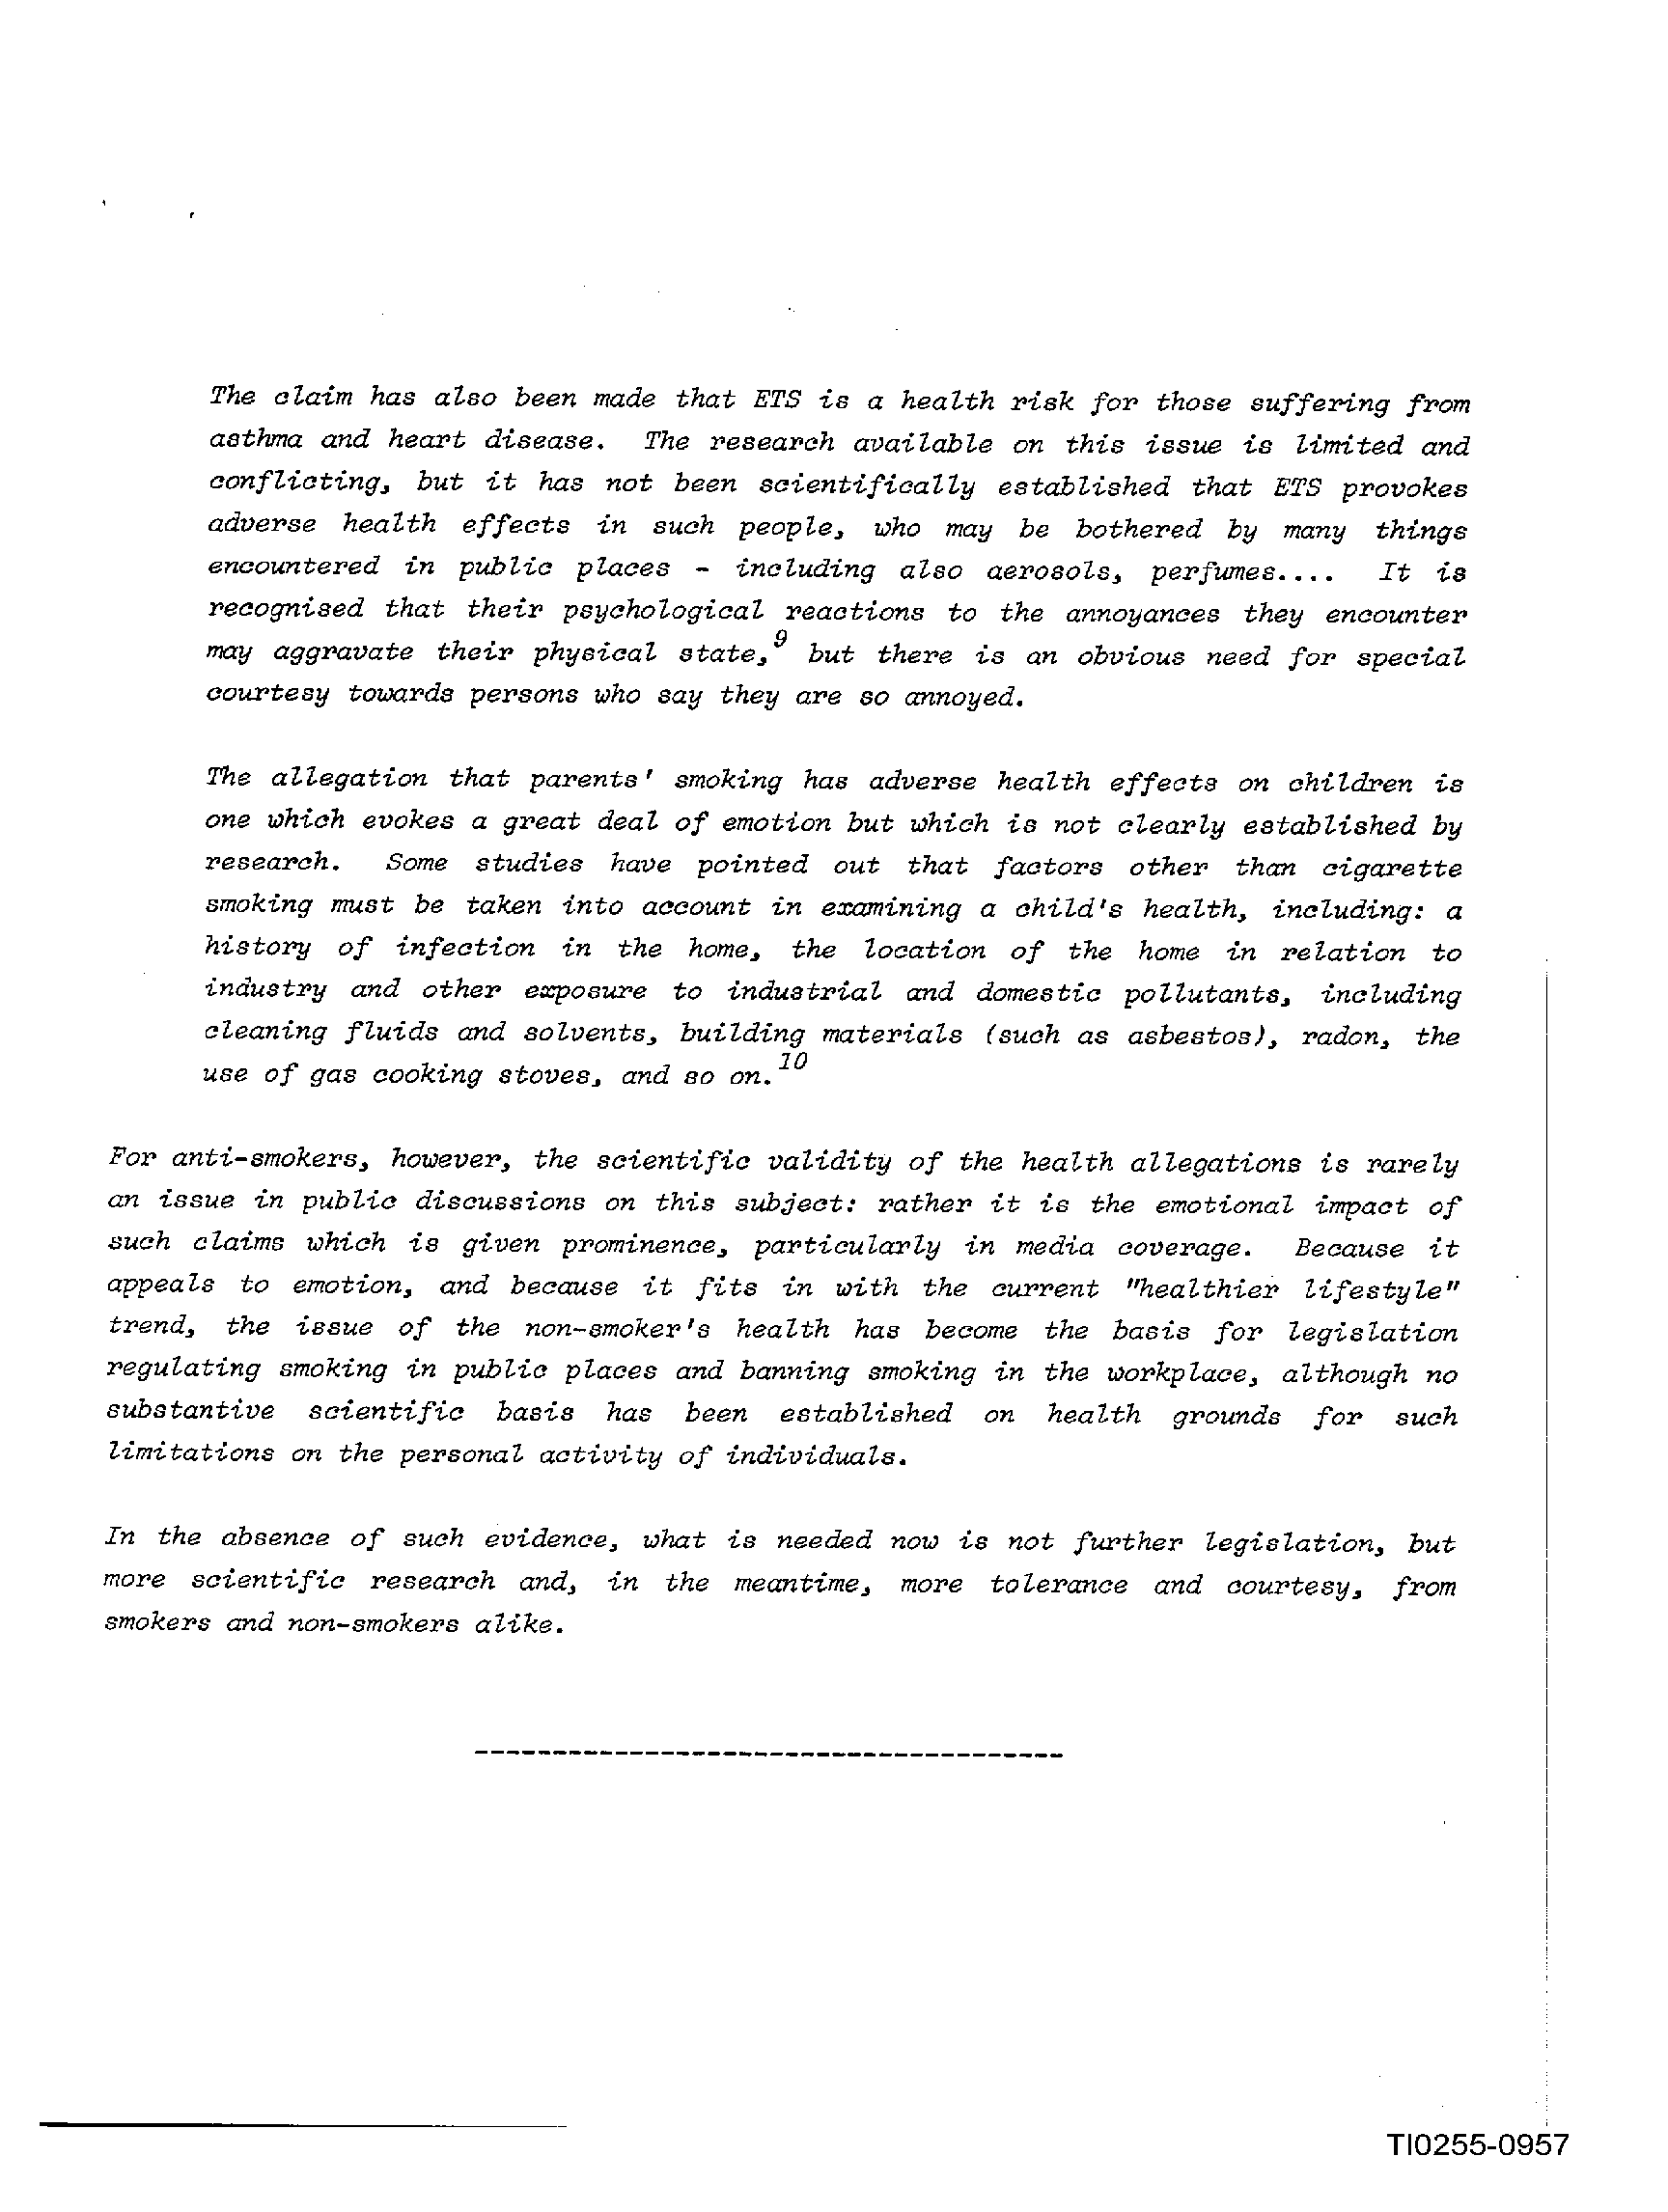 The claim has also been made that ETS is a health risk for those suffering from
asthma and heart disease. The research available on this issue is limited and
conflicting, but it has not been scientifically established that ETS provokes
adverse health effects in such people, who may be bothered by many things
encountered in public places - including also aerosols, perfumes.... It is
recognised that their psychological reactions to the annoyances they encounter
may aggravate their physical state,9 but there is an obvious need for special
courtesy towards persons who say they are so annoyed.
The allegation that parents' smoking has adverse health effects on children is
one which evokes a great deal of emotion but which is not clearly established by
research. Some studies have pointed out that factors other than cigarette
smoking must be taken into account in examining a child's health, including: a
history of infection in the home, the location of the home in relation to
industry and other exposure to industrial and domestic pollutants, including
cleaning fluids and solvents, building materials (such as asbestos), radon, the
use of gas cooking stoves, and so on.10
For anti-smokers, however, the scientific validity of the health allegations is rarely
an issue in public discussions on this subject: rather it is the emotional impact of
such claims which is given prominence, particularly in media coverage. Because it
appeals to emotion, and because it fits in with the current "healthier lifestyle"
trend, the issue of the non-smoker's health has become the basis for legislation
regulating smoking in public places and banning smoking in the workplace, although no
substantive scientific basis has been established on health grounds for such
limitations on the personal activity of individuals.
In the absence of such evidence, what is needed now is not further legislation, but
more scientific research and, in the meantime, more tolerance and courtesy, from
smokers and non-smokers alike.
TI0255-0957